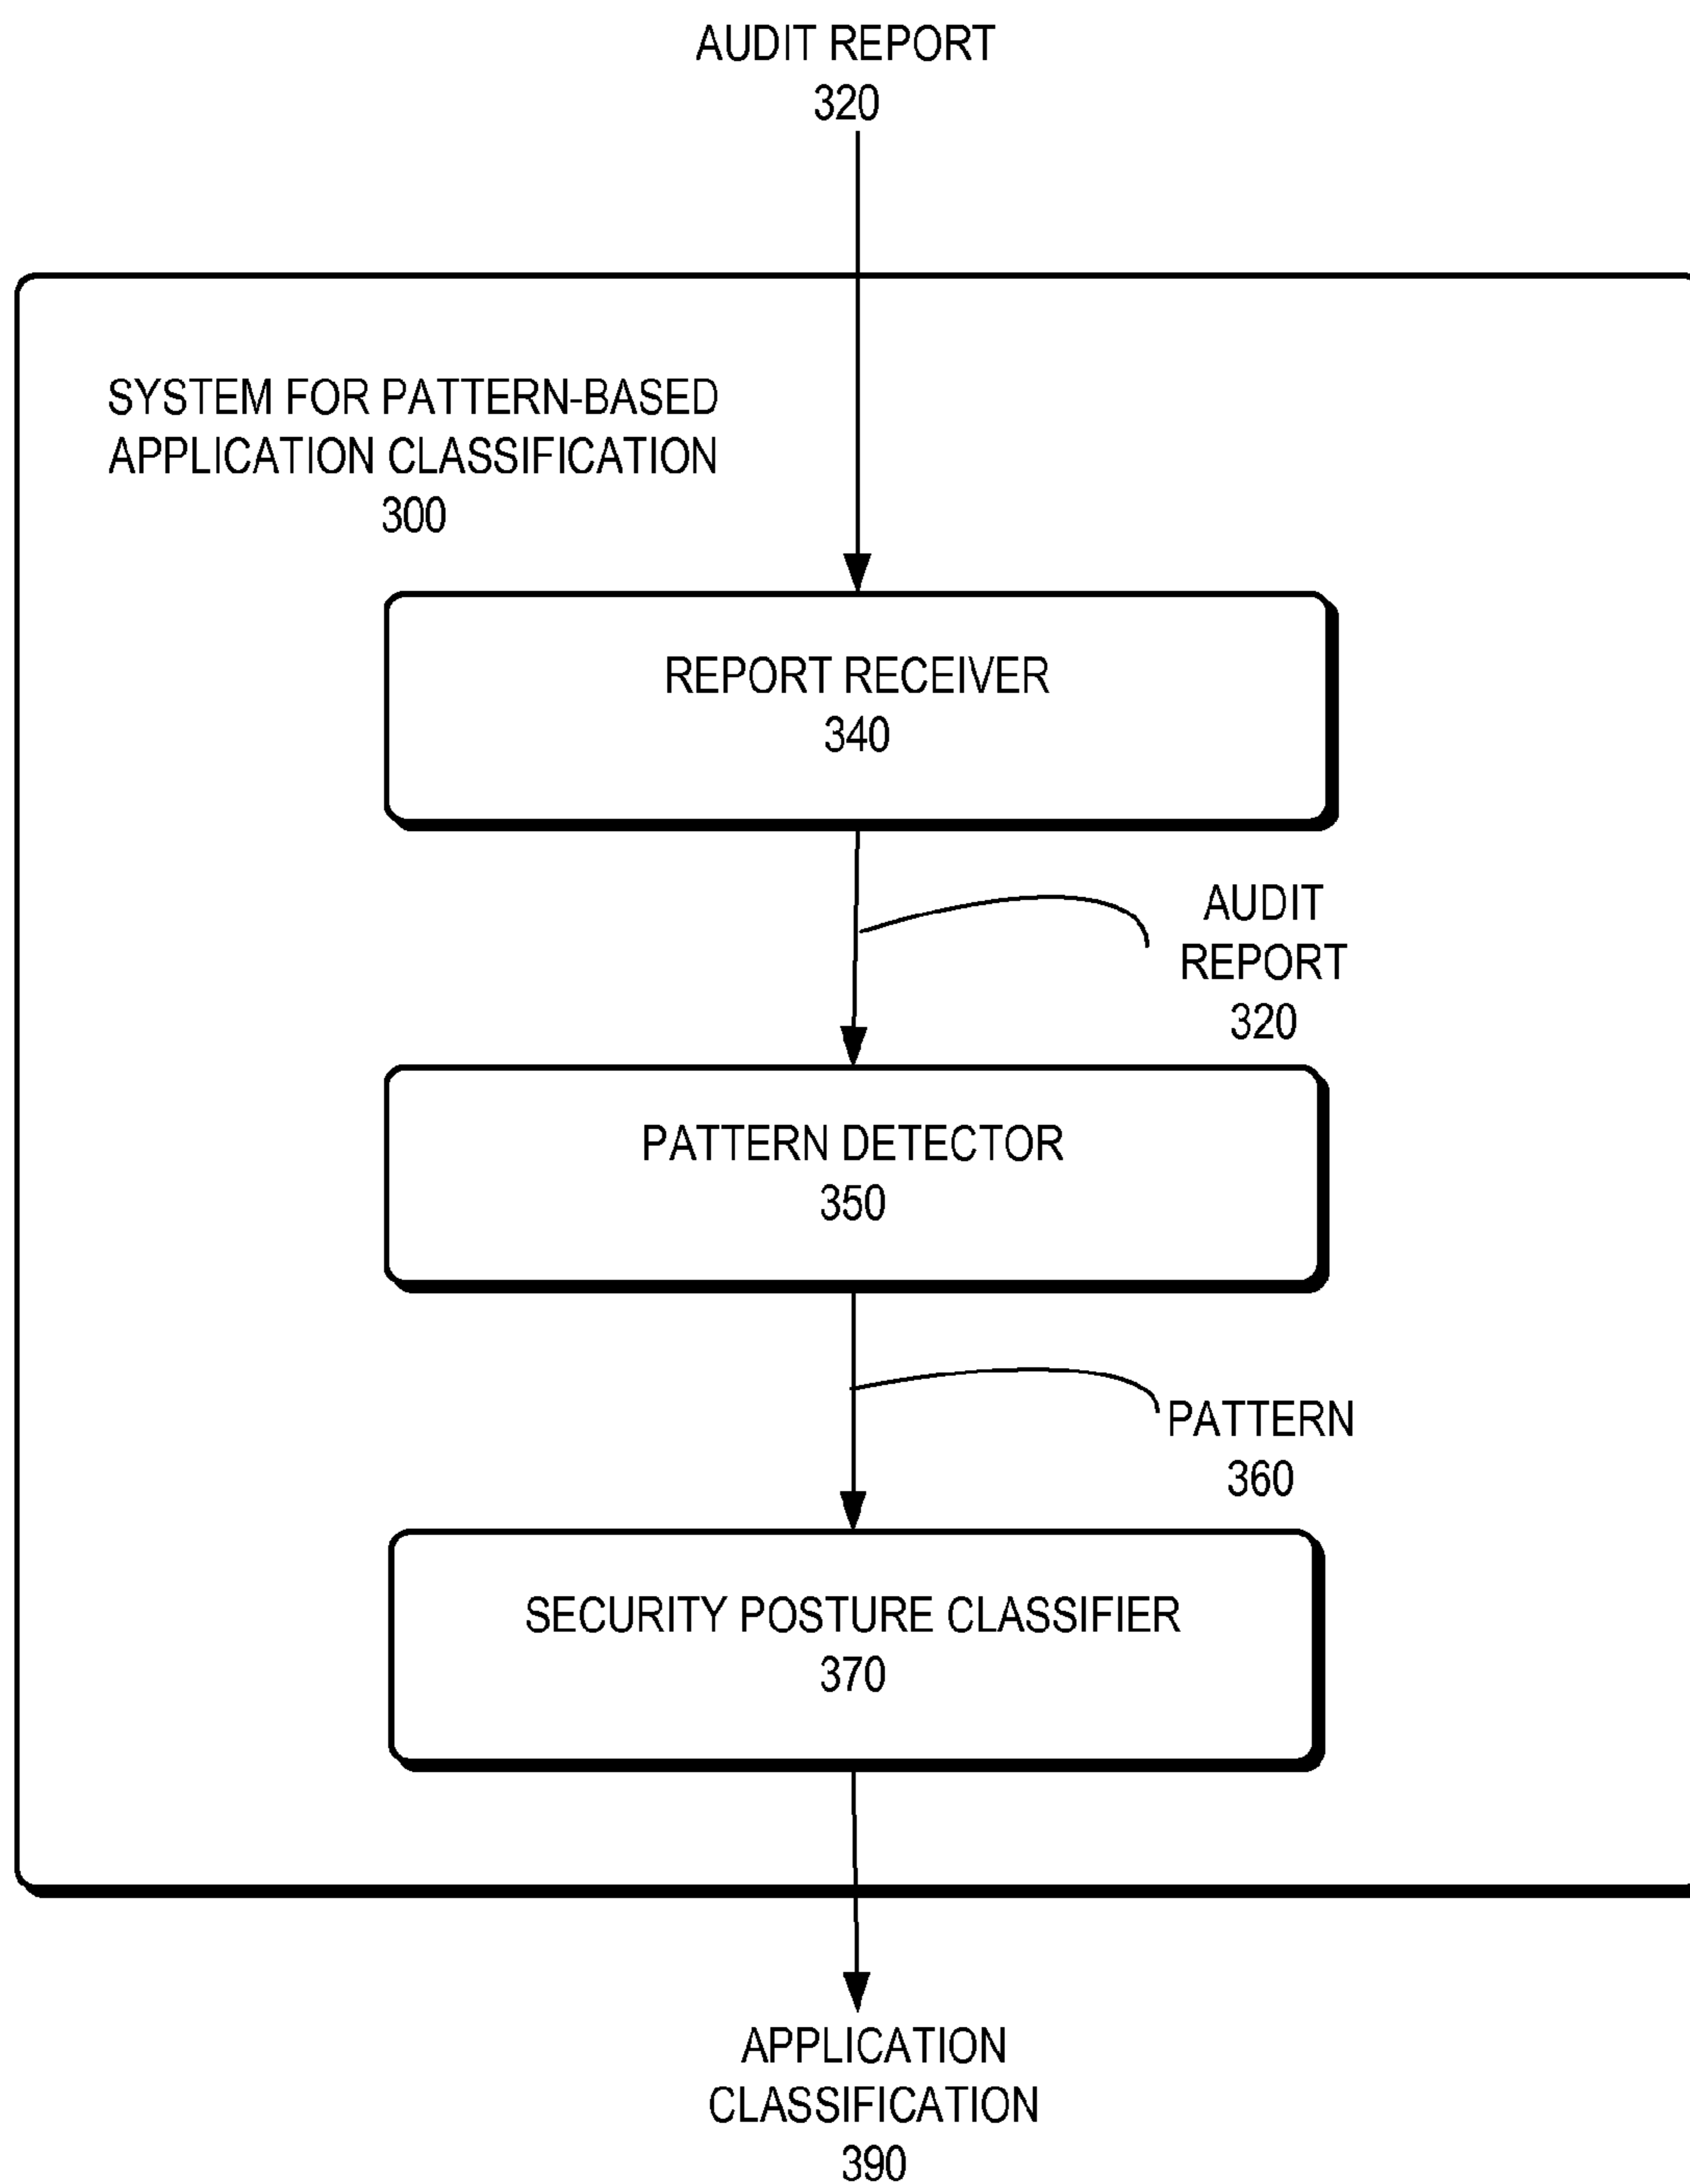 AUDIT REPORT
320
SYSTEM FOR PATTERN-BASED
APPLICATION CLASSIFICATION
300
REPORT RECEIVER
340
AUDIT
REPORT
320
PATTERN DETECTOR
350
PATTERN
360
SECURITY POSTURE CLASSIFIER
370
APPLICATION
CLASSIFICATION
390